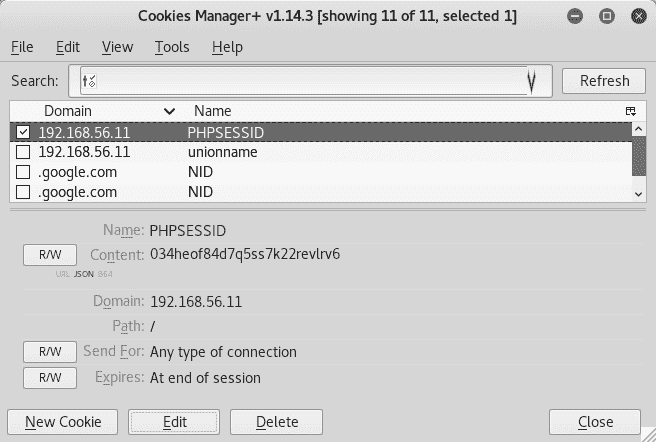 Cookies Manager+ v1.14.3 [showing 11 of 11, selected 1]
File Edit View Tools Help
Search: Refresh
Domain Name
192.168.56.11 PHPSESSID
192.168.56.11 unionname
.google.com NID
.google.com NID
Name: PHPSESSID
R/W Content: 034heof84d7q5ss7k22revlrv6
URL JSON B64
Domain: 192.168.56.11
Path: /
R/W Send For: Any type of connection
R/W Expires: At end of session
New Cookie Edit Delete Close